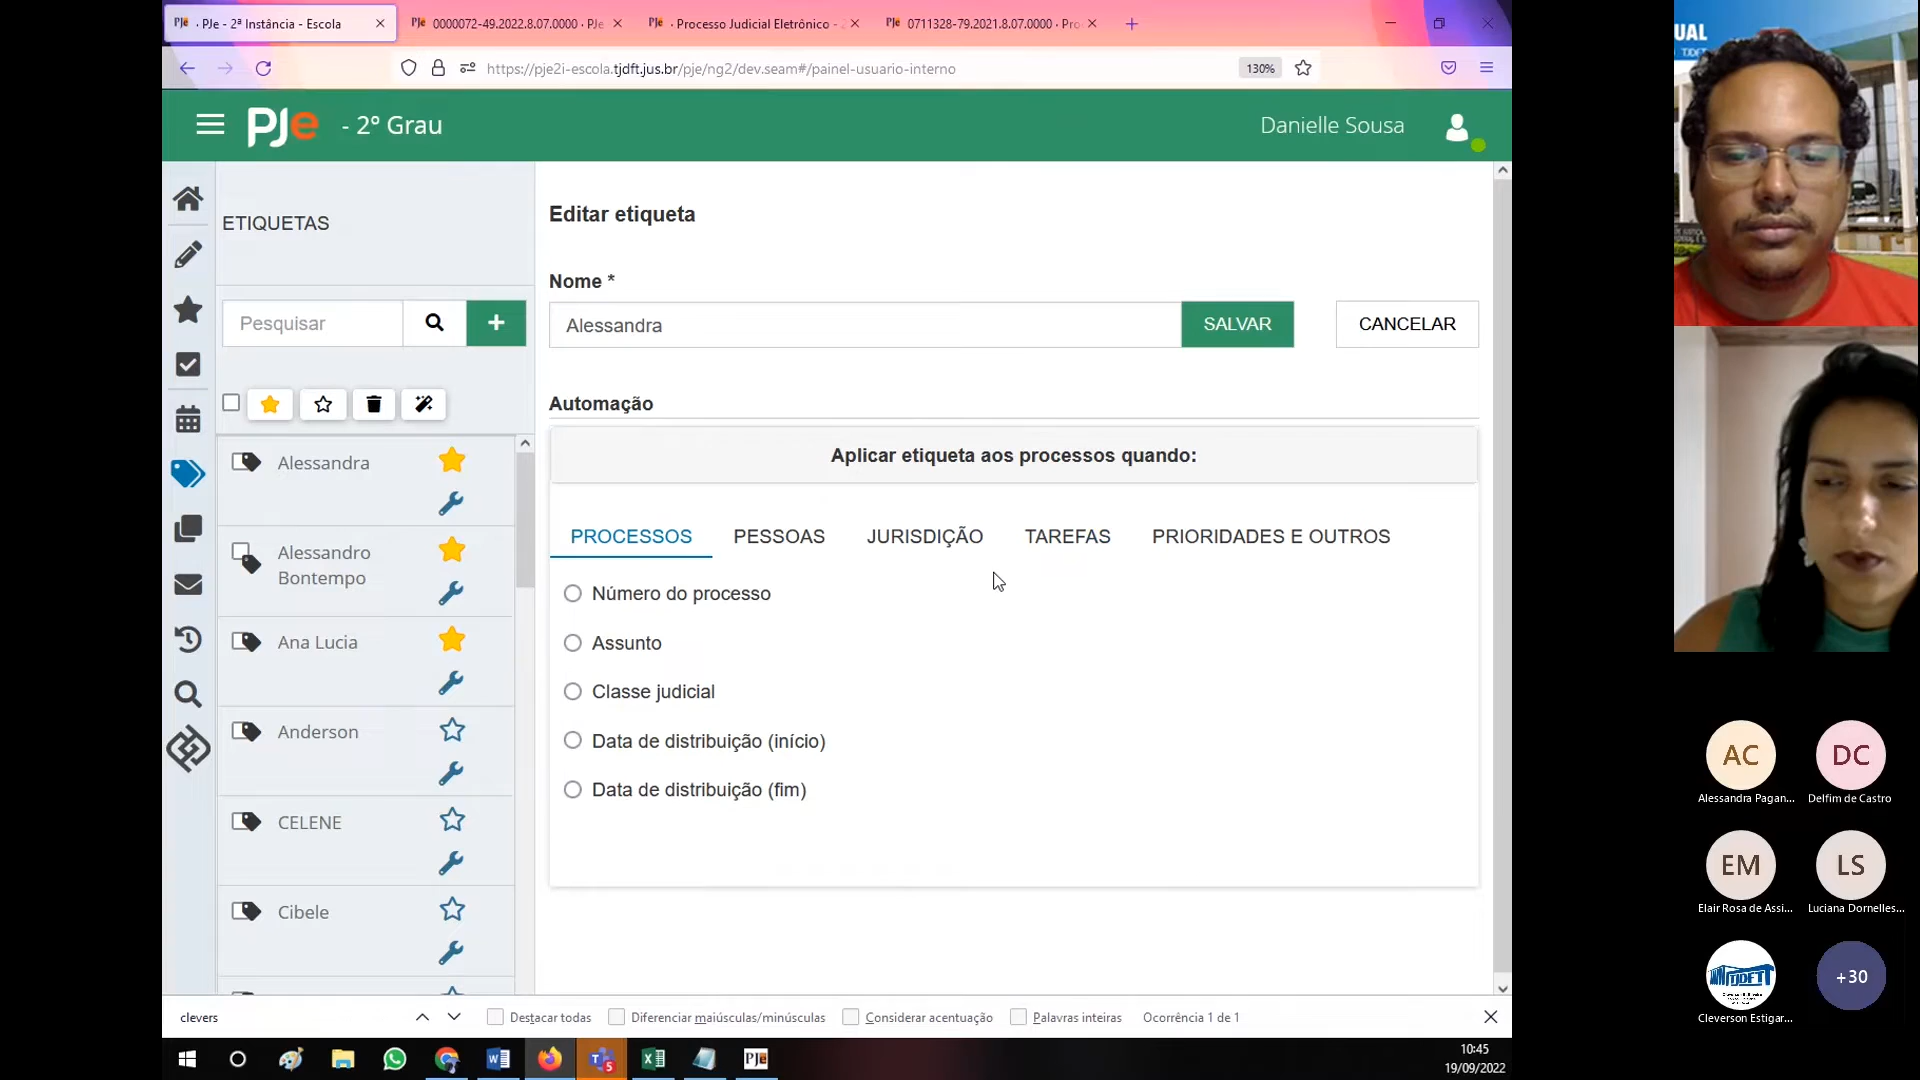 PJe - 2ª Instância - Escola
0000072-49.2022.8.07.0000 · PJe
· Processo Judicial Eletrônico -
0711328-79.2021.8.07.0000 · Pro
https://pje2i-escola.tjdft.jus.br/pje/ng2/dev.seam#/painel-usuario-interno
130%
PJe - 2º Grau
Danielle Sousa
ETIQUETAS
Pesquisar
Alessandra
Alessandro
Bontempo
Ana Lucia
Anderson
CELENE
Cibele
Editar etiqueta
Nome *
Alessandra
SALVAR
CANCELAR
Automação
Aplicar etiqueta aos processos quando:
PROCESSOS
PESSOAS
JURISDIÇÃO
TAREFAS
PRIORIDADES E OUTROS
Número do processo
Assunto
Classe judicial
Data de distribuição (início)
Data de distribuição (fim)
clevers
Destacar todas
Diferenciar maiúsculas/minúsculas
Considerar acentuação
Palavras inteiras
Ocorrência 1 de 1
5
PJe
10:45
19/09/2022
UAL
TJDFT
AC
DC
Alessandra Pagan...
Delfim de Castro
EM
LS
Elair Rosa de Assi...
Luciana Dornelles...
TJDFT
+30
Cleverson Estigar...